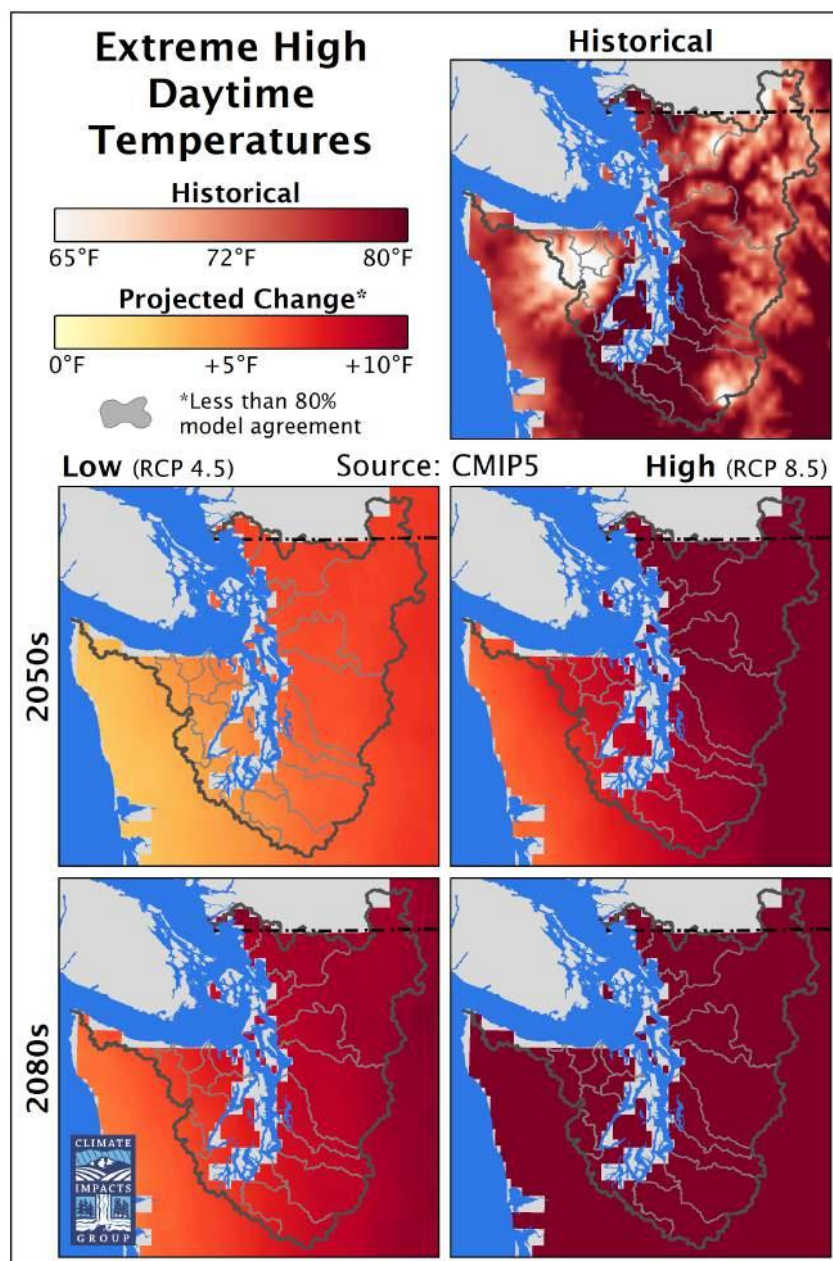 Extreme High
Daytime
Temperatures
Historical
65°F 72°F 80°F
Projected Change*
0°F +5°F +10°F
*Less than 80%
model agreement
Historical
Low (RCP 4.5) Source: CMIP5 High (RCP 8.5)
2050s
2080s
CLIMATE
IMPACTS
GROUP